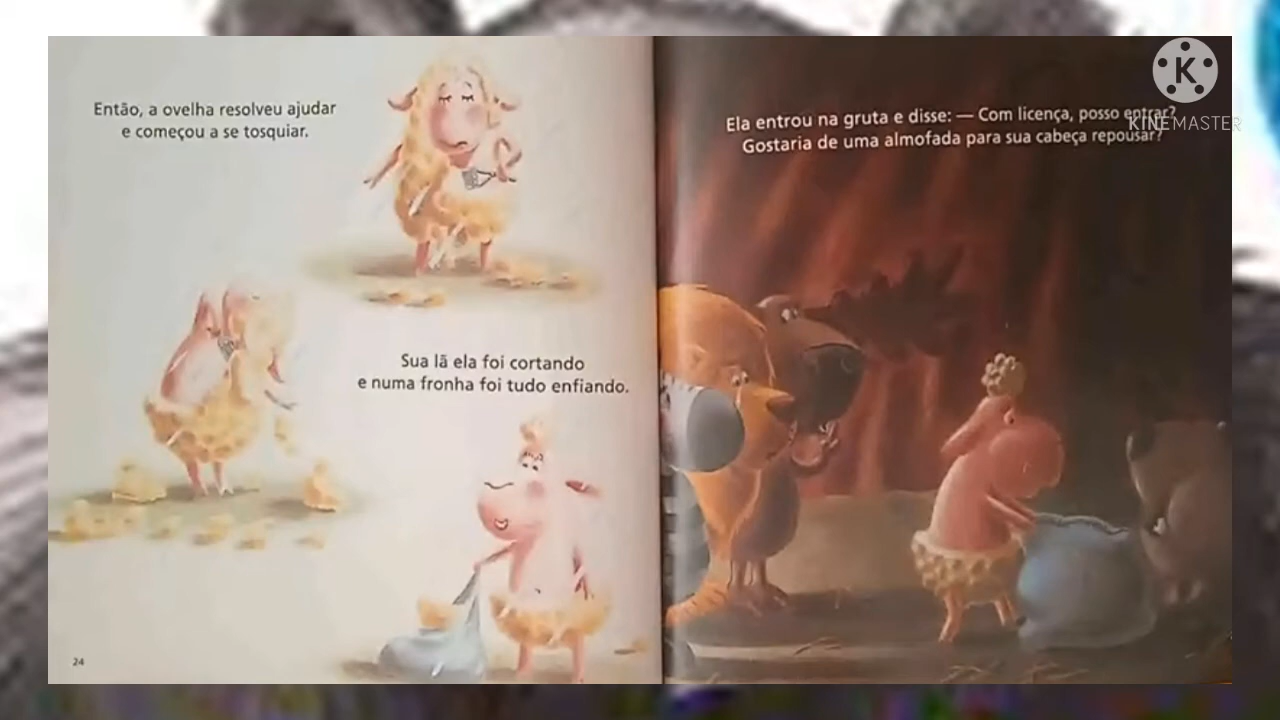 Então, a ovelha resolveu ajudar
e começou a se tosquiar.
Sua lã ela foi cortando
e numa fronha foi tudo enfiando.
24
Ela entrou na gruta e disse: — Com licença, posso entrar?
Gostaria de uma almofada para sua cabeça repousar?
K
KINEMASTER